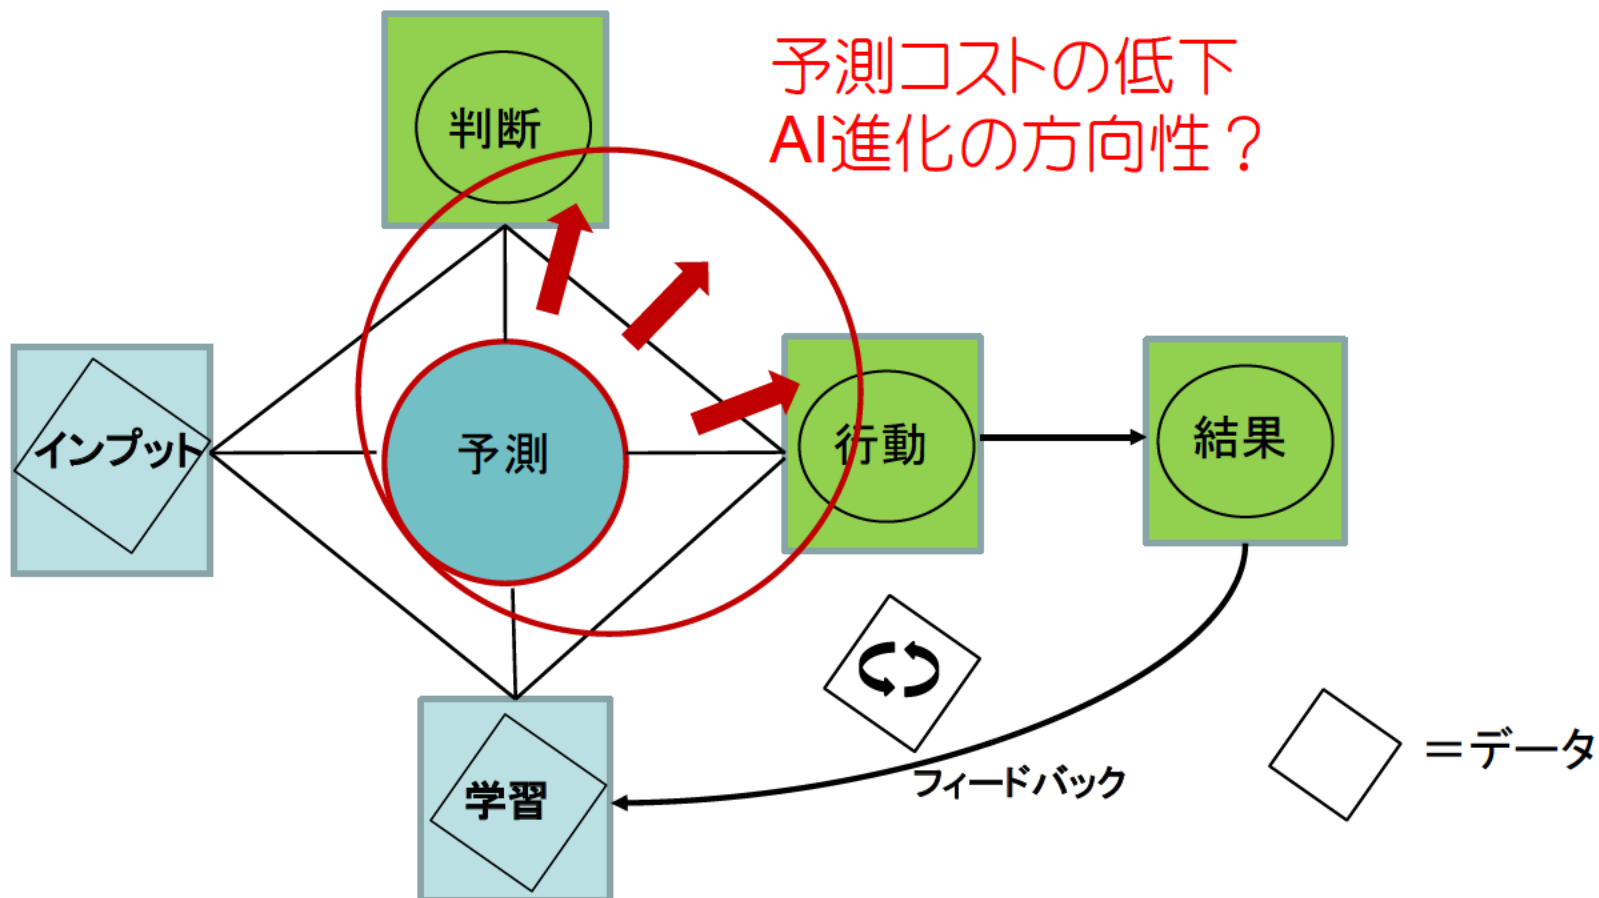 予測コストの低下
AI進化の方向性？
判断
インプット
予測
行動
結果
学習
フィードバック
＝データ